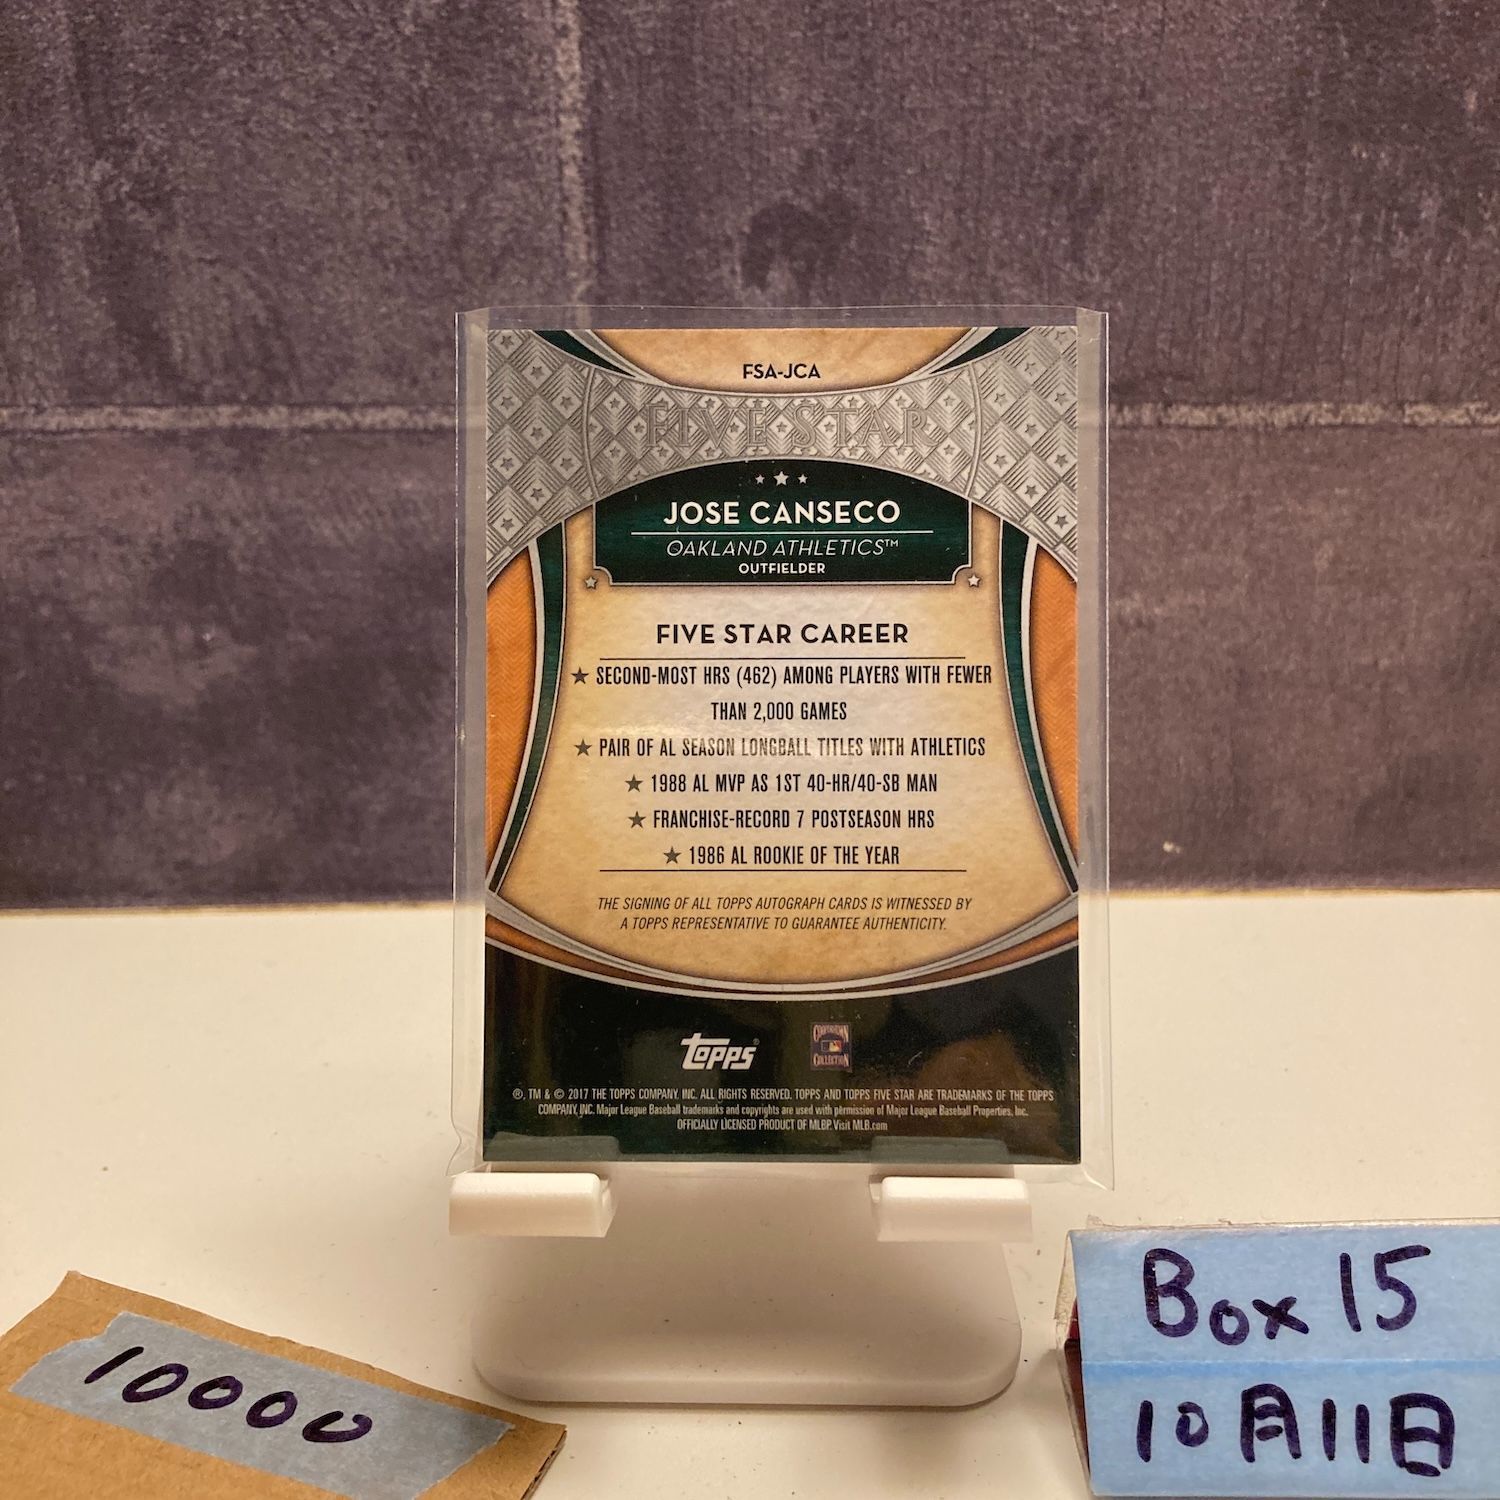 FSA-JCA
FIVE STAR
JOSE CANSECO
OAKLAND ATHLETICS™
OUTFIELDER
FIVE STAR CAREER
★ SECOND-MOST HRS (462) AMONG PLAYERS WITH FEWER
THAN 2,000 GAMES
★ PAIR OF AL SEASON LONGBALL TITLES WITH ATHLETICS
★ 1988 AL MVP AS 1ST 40-HR/40-SB MAN
★ FRANCHISE-RECORD 7 POSTSEASON HRS
★ 1986 AL ROOKIE OF THE YEAR
THE SIGNING OF ALL TOPPS AUTOGRAPH CARDS IS WITNESSED BY
A TOPPS REPRESENTATIVE TO GUARANTEE AUTHENTICITY.
topps®
COOPERSTOWN
COLLECTION
®, TM & © 2017 THE TOPPS COMPANY, INC. ALL RIGHTS RESERVED. TOPPS AND TOPPS FIVE STAR ARE TRADEMARKS OF THE TOPPS
COMPANY, INC. Major League Baseball trademarks and copyrights are used with permission of Major League Baseball Properties, Inc.
OFFICIALLY LICENSED PRODUCT OF MLBP. Visit MLB.com
10000
Box 15
10月11日